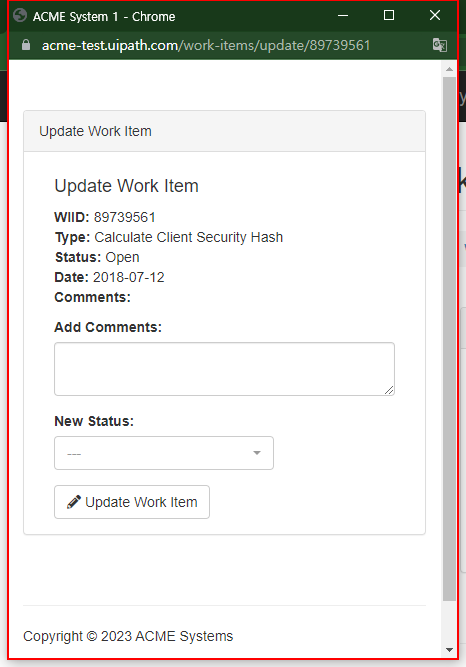 ACME System 1 - Chrome
acme-test.uipath.com/work-items/update/89739561
Update Work Item
Update Work Item
WIID: 89739561
Type: Calculate Client Security Hash
Status: Open
Date: 2018-07-12
Comments:
Add Comments:
New Status:
---
Update Work Item
Copyright © 2023 ACME Systems